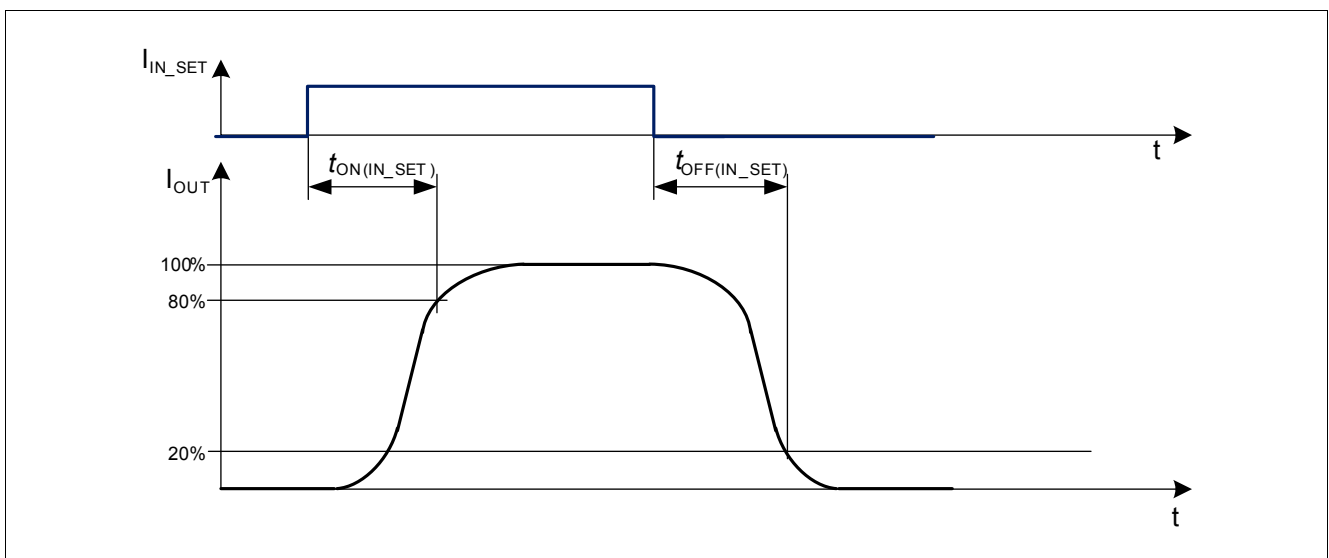 I_IN_SET
t
t_ON(IN_SET)
t_OFF(IN_SET)
I_OUT
100%
80%
20%
t